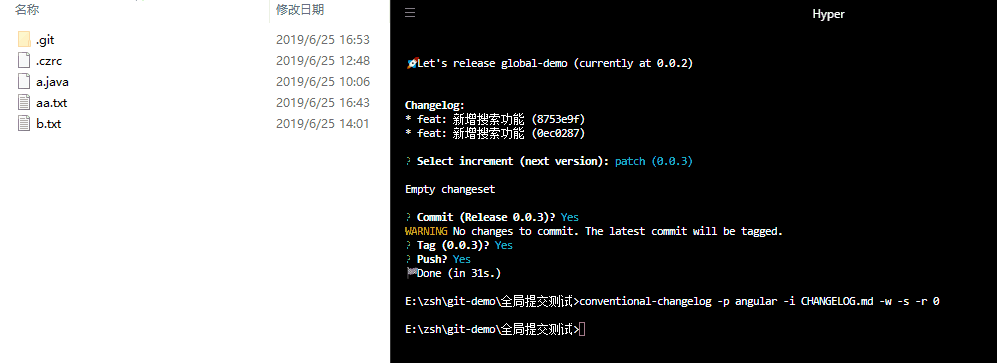 名称 修改日期
.git 2019/6/25 16:53
.czrc 2019/6/25 12:48
a.java 2019/6/25 10:06
aa.txt 2019/6/25 16:43
b.txt 2019/6/25 14:01
Hyper
🚀Let's release global-demo (currently at 0.0.2)
Changelog:
* feat: 新增搜索功能 (8753e9f)
* feat: 新增搜索功能 (0ec0287)
? Select increment (next version): patch (0.0.3)
Empty changeset
? Commit (Release 0.0.3)? Yes
WARNING No changes to commit. The latest commit will be tagged.
? Tag (0.0.3)? Yes
? Push? Yes
🏁Done (in 31s.)
E:\zsh\git-demo\全局提交测试>conventional-changelog -p angular -i CHANGELOG.md -w -s -r 0
E:\zsh\git-demo\全局提交测试>